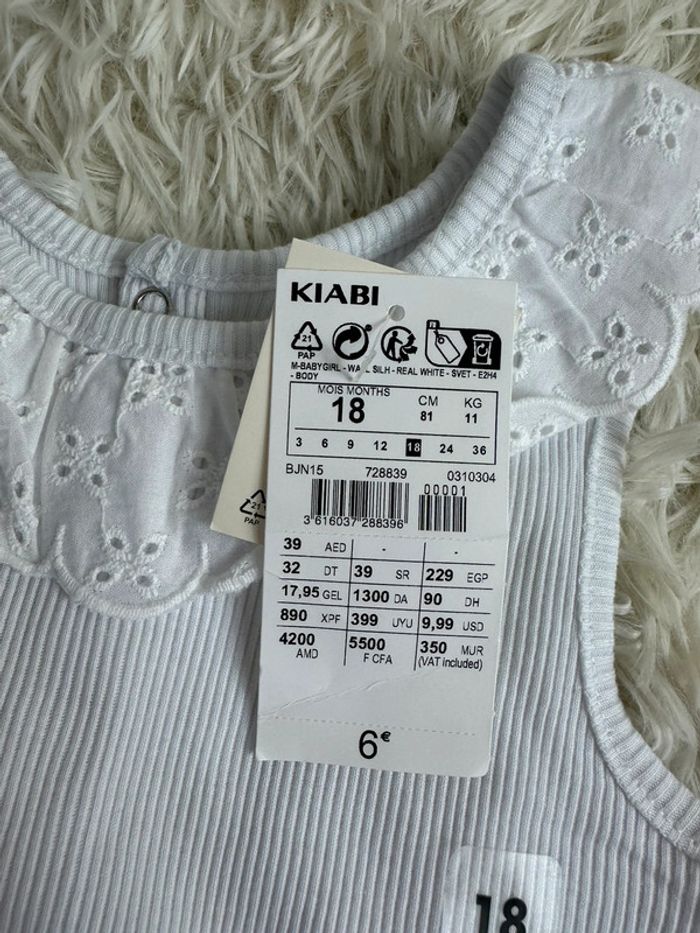 KIABI
21
PAP
M-BABYGIRL - WA L SILH - REAL WHITE - SVET - E2H4
- BODY
MOIS MONTHS CM KG
18 81 11
3 6 9 12 18 24 36
BJN15 728839 0310304
00001
3 616037 288396
39 AED - -
32 DT 39 SR 229 EGP
17,95 GEL 1300 DA 90 DH
890 XPF 399 UYU 9,99 USD
4200 AMD 5500 F CFA 350 MUR
(VAT included)
6€
21
PAP
18